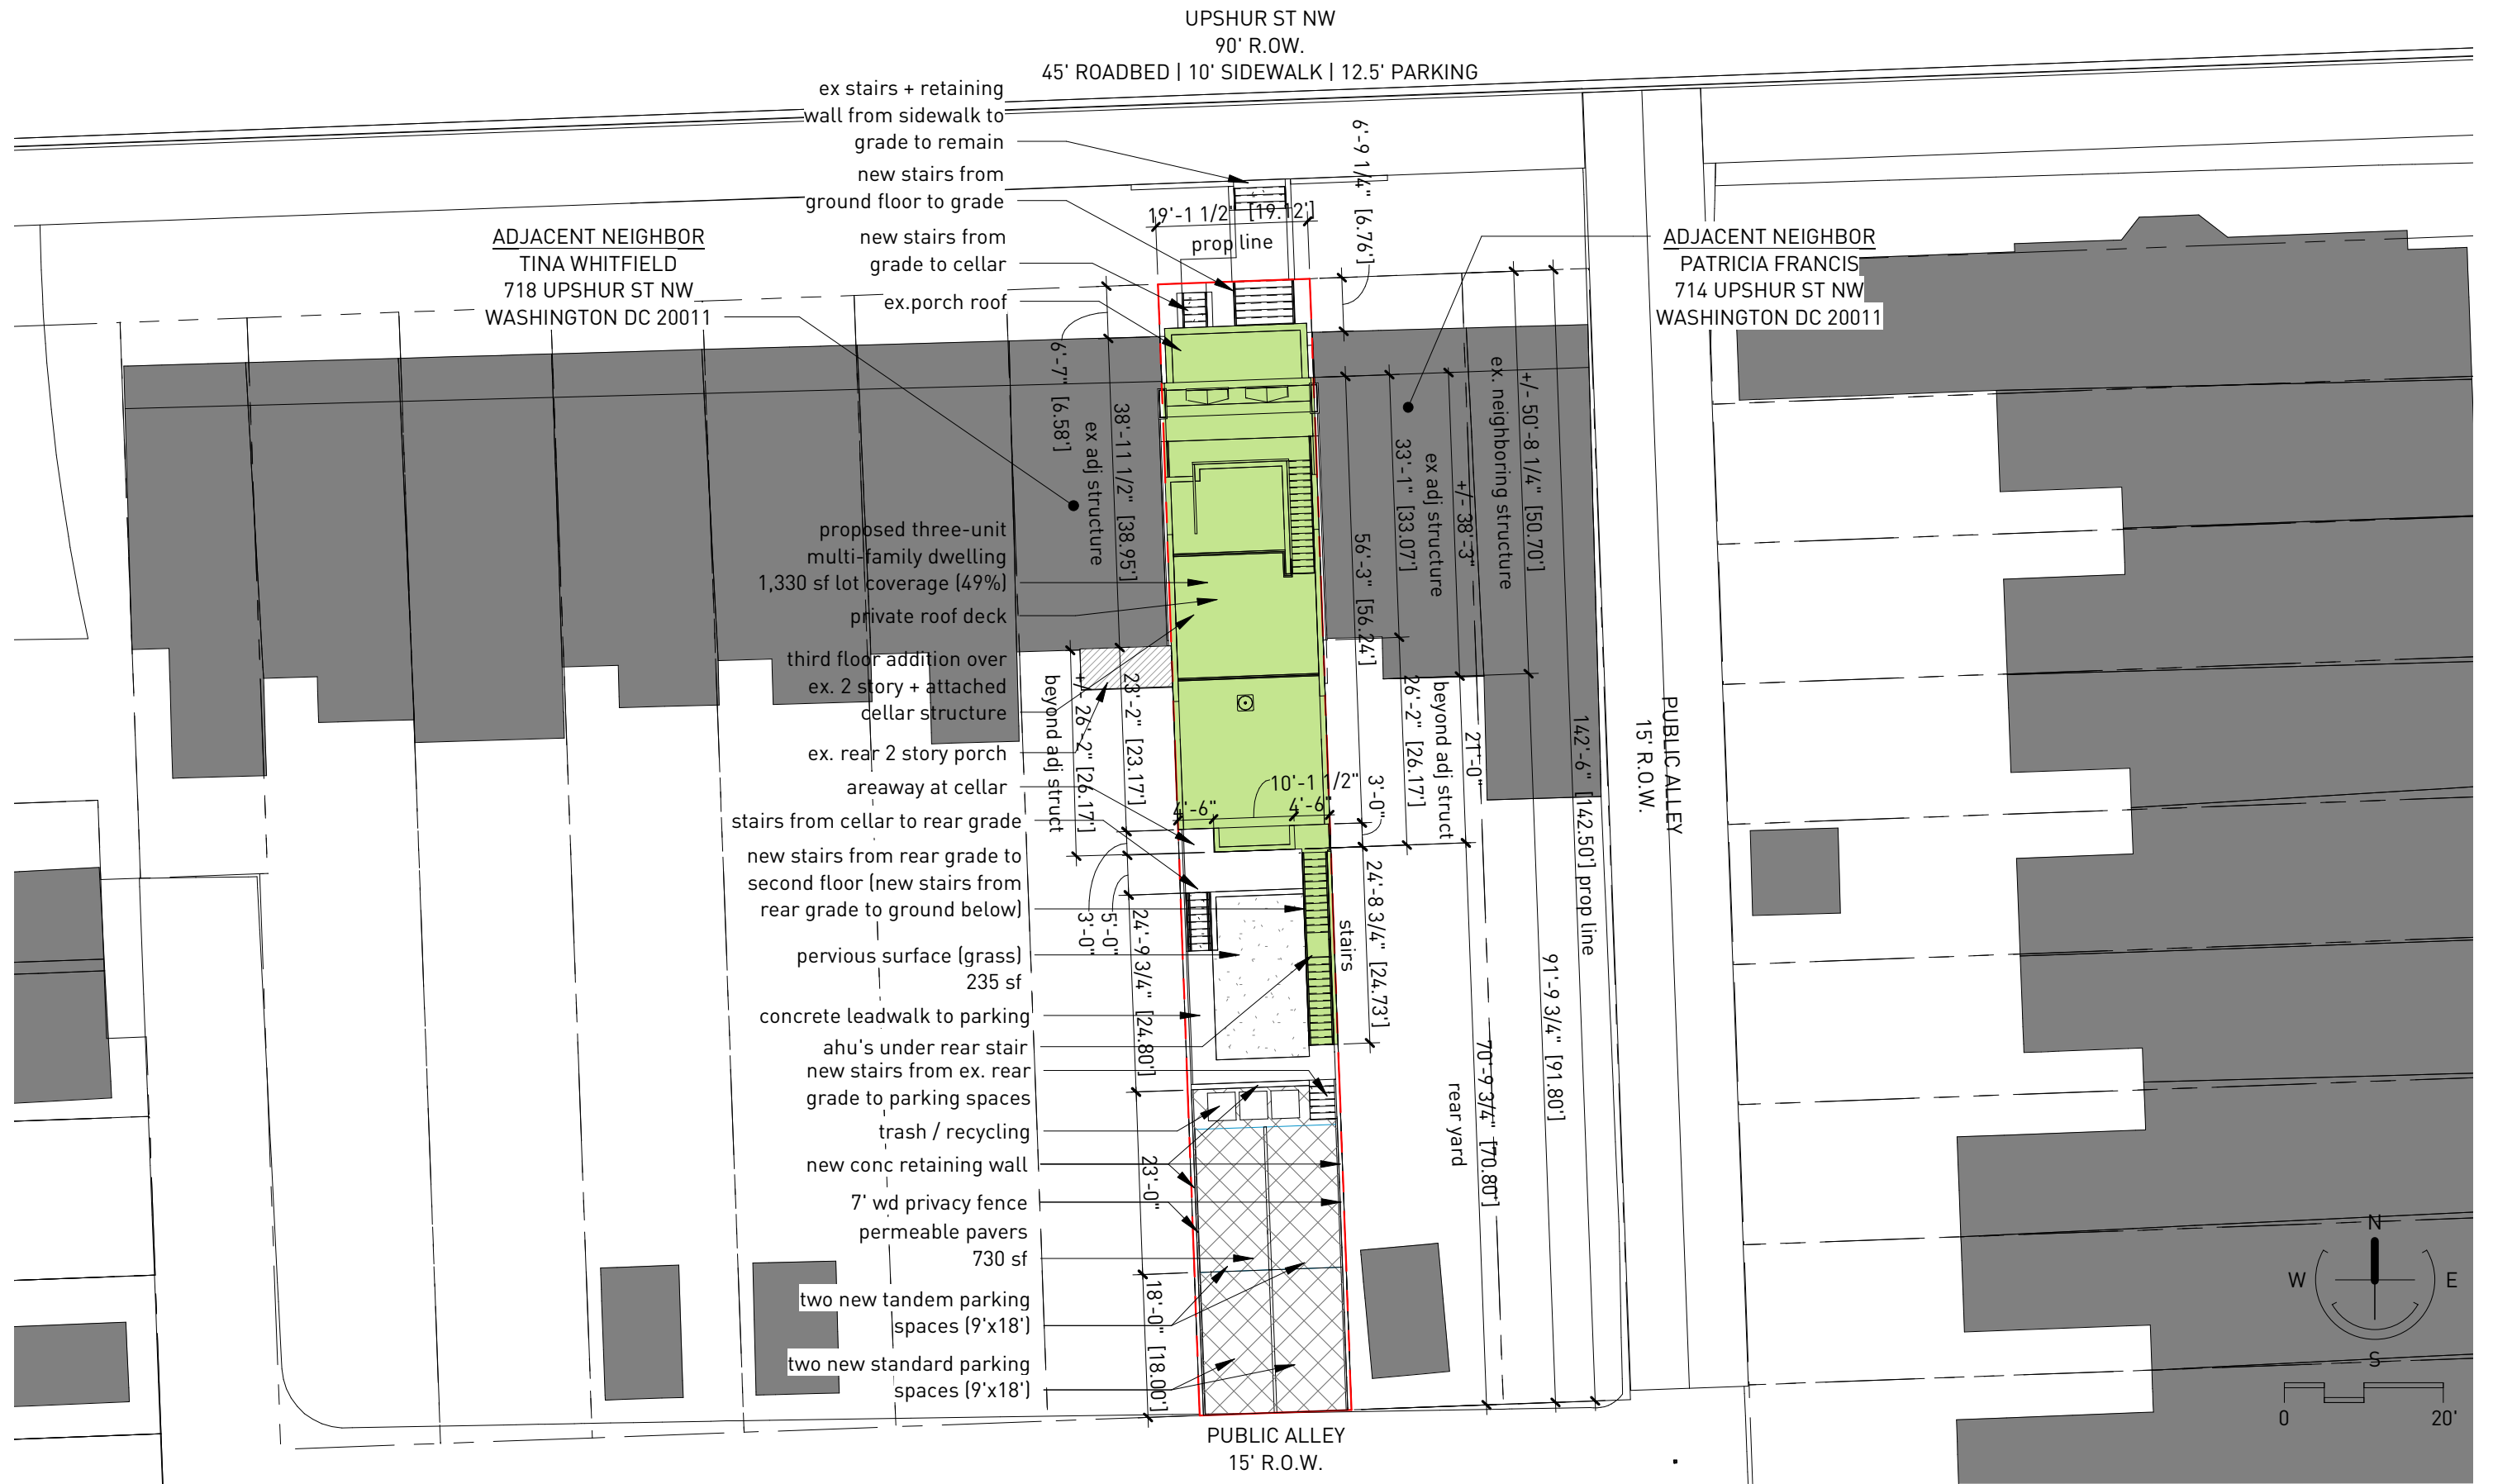 UPSHUR ST NW
90' R.OW.
45' ROADBED | 10' SIDEWALK | 12.5' PARKING
ex stairs + retaining
wall from sidewalk to
grade to remain
new stairs from
ground floor to grade
new stairs from
grade to cellar
ex.porch roof
ADJACENT NEIGHBOR
TINA WHITFIELD
718 UPSHUR ST NW
WASHINGTON DC 20011
ADJACENT NEIGHBOR
PATRICIA FRANCIS
714 UPSHUR ST NW
WASHINGTON DC 20011
19'-1 1/2" [19.12']
prop line
6'-9 1/4" [6.76']
6'-7" [6.58']
38'-11 1/2" [38.95']
ex adj structure
56'-3" [56.24']
33'-1" [33.07']
ex adj structure
+/- 38'-3"
ex. neighboring structure
+/- 50'-8 1/4" [50.70']
proposed three-unit
multi-family dwelling
1,330 sf lot coverage (49%)
private roof deck
third floor addition over
ex. 2 story + attached
cellar structure
ex. rear 2 story porch
areaway at cellar
stairs from cellar to rear grade
new stairs from rear grade to
second floor (new stairs from
rear grade to ground below)
pervious surface (grass)
235 sf
concrete leadwalk to parking
ahu's under rear stair
new stairs from ex. rear
grade to parking spaces
trash / recycling
new conc retaining wall
7' wd privacy fence
permeable pavers
730 sf
two new tandem parking
spaces (9'x18')
two new standard parking
spaces (9'x18')
beyond adj struct
+/- 26'-2" [26.17']
23'-2" [23.17']
10'-1 1/2"
4'-6"
4'-6"
3'-0"
26'-2" [26.17']
beyond adj struct
21'-0"
3'-0"
5'-0"
24'-9 3/4" [24.80']
stairs
24'-8 3/4" [24.73']
23'-0"
18'-0" [18.00']
rear yard
70'-9 3/4" [70.80']
91'-9 3/4" [91.80']
142'-6" [142.50'] prop line
PUBLIC ALLEY
15' R.O.W.
PUBLIC ALLEY
15' R.O.W.
N
W
E
S
0
20'